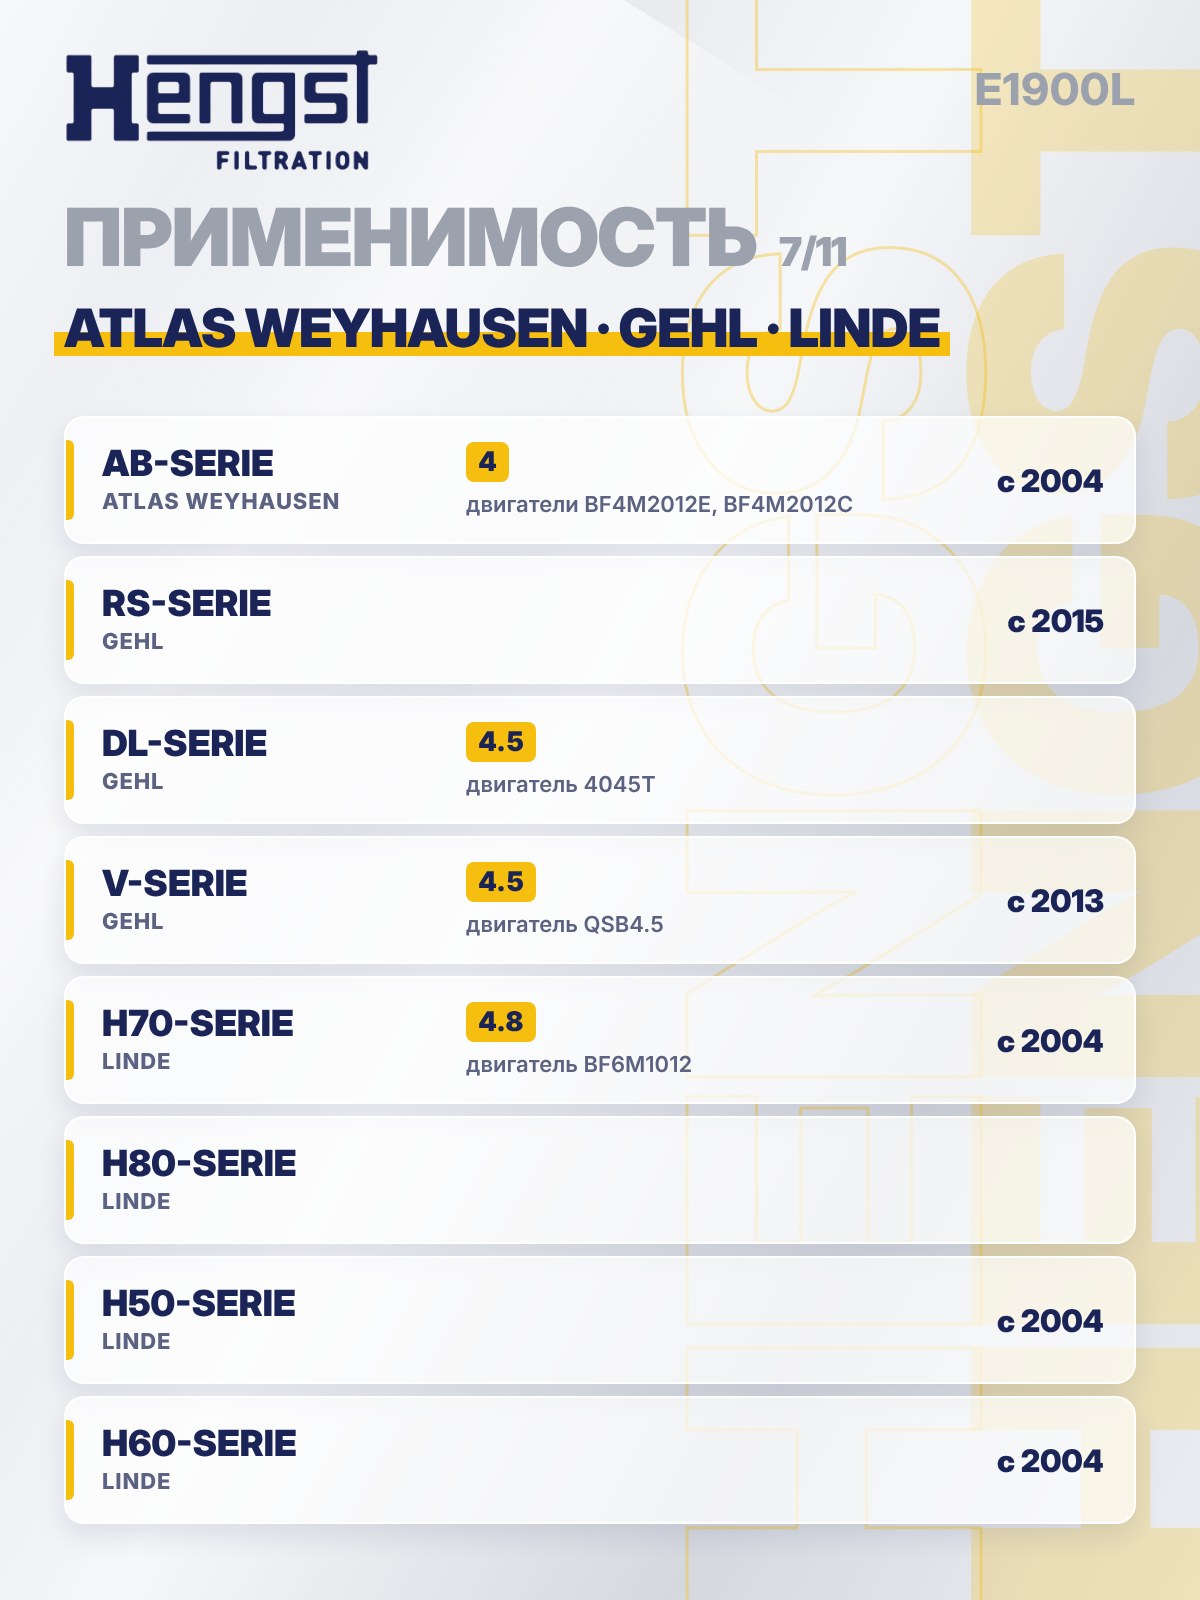 Hengst
FILTRATION
E1900L
ПРИМЕНИМОСТЬ 7/11
ATLAS WEYHAUSEN · GEHL · LINDE
AB-SERIE
ATLAS WEYHAUSEN
4
двигатели BF4M2012E, BF4M2012C
с 2004
RS-SERIE
GEHL
с 2015
DL-SERIE
GEHL
4.5
двигатель 4045T
V-SERIE
GEHL
4.5
двигатель QSB4.5
с 2013
H70-SERIE
LINDE
4.8
двигатель BF6M1012
с 2004
H80-SERIE
LINDE
H50-SERIE
LINDE
с 2004
H60-SERIE
LINDE
с 2004
HENGST
HENGST